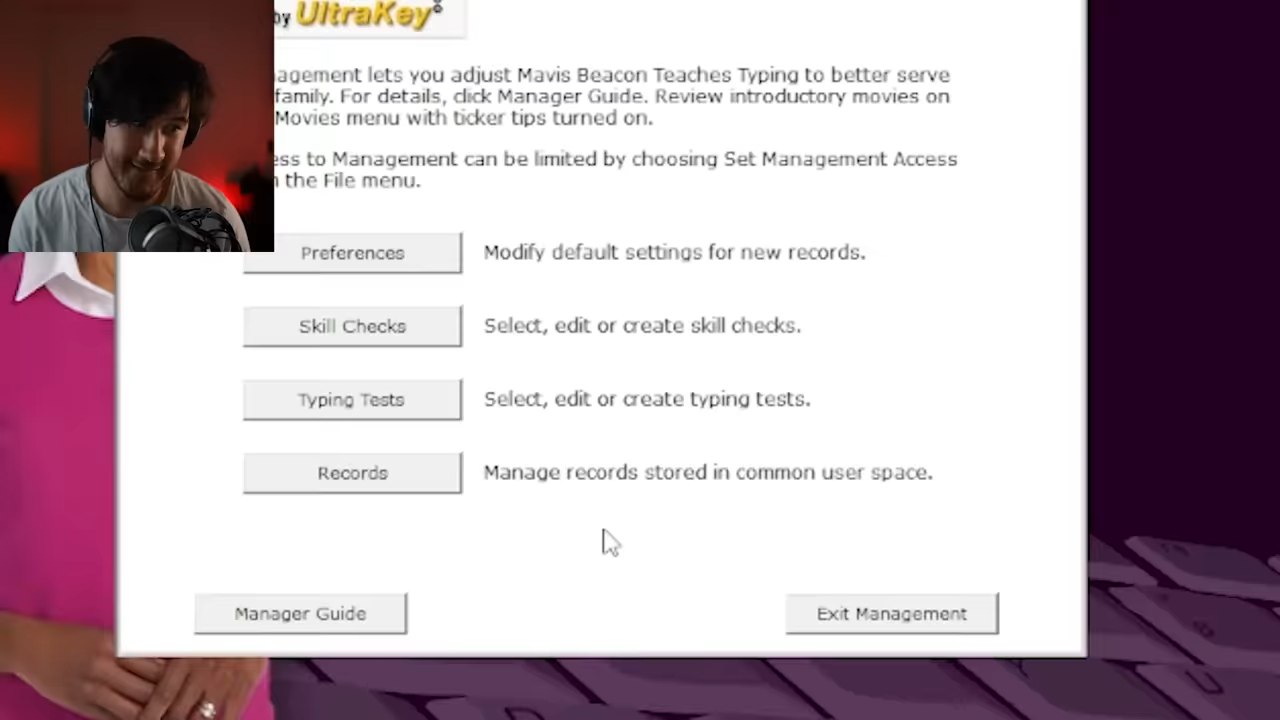 by UltraKey®
agement lets you adjust Mavis Beacon Teaches Typing to better serve
family. For details, click Manager Guide. Review introductory movies on
Movies menu with ticker tips turned on.
ess to Management can be limited by choosing Set Management Access
the File menu.
Preferences Modify default settings for new records.
Skill Checks Select, edit or create skill checks.
Typing Tests Select, edit or create typing tests.
Records Manage records stored in common user space.
Manager Guide Exit Management